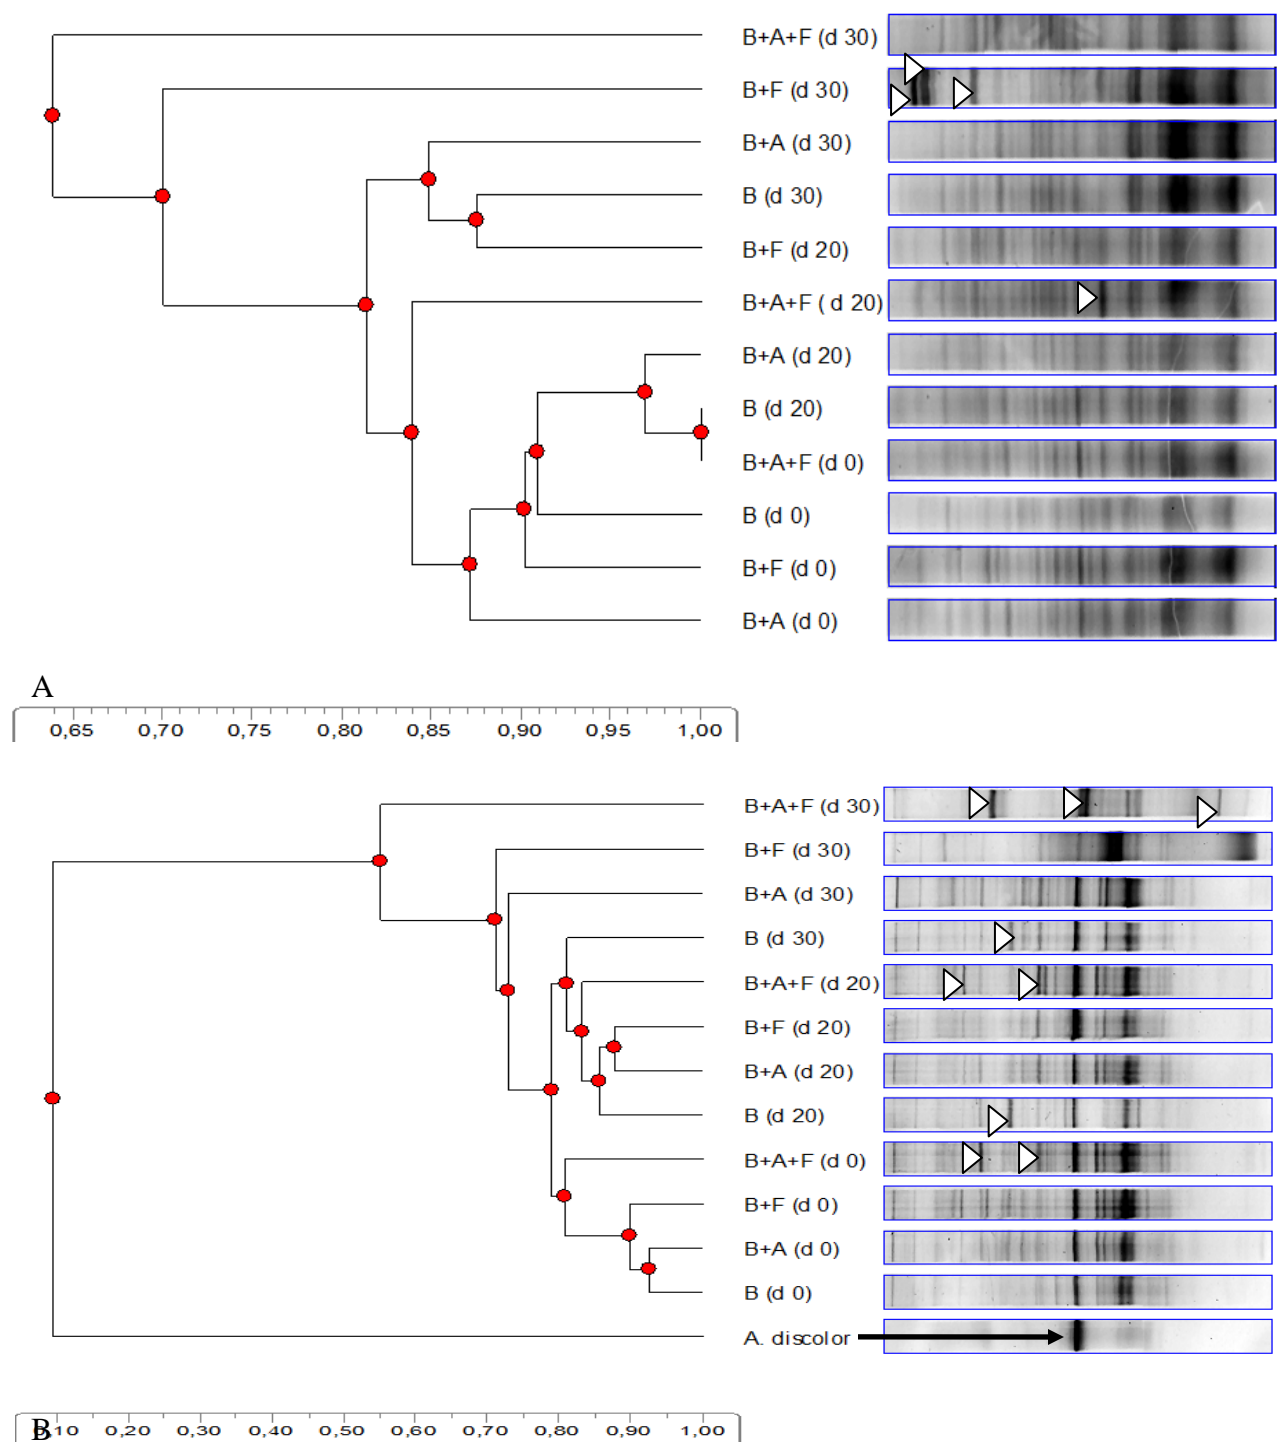 B+A+F (d 30)
B+F (d 30)
B+A (d 30)
B (d 30)
B+F (d 20)
B+A+F ( d 20)
B+A (d 20)
B (d 20)
B+A+F (d 0)
B (d 0)
B+F (d 0)
B+A (d 0)
A
0,65 0,70 0,75 0,80 0,85 0,90 0,95 1,00
B+A+F (d 30)
B+F (d 30)
B+A (d 30)
B (d 30)
B+A+F (d 20)
B+F (d 20)
B+A (d 20)
B (d 20)
B+A+F (d 0)
B+F (d 0)
B+A (d 0)
B (d 0)
A. discolor
B
0,10 0,20 0,30 0,40 0,50 0,60 0,70 0,80 0,90 1,00